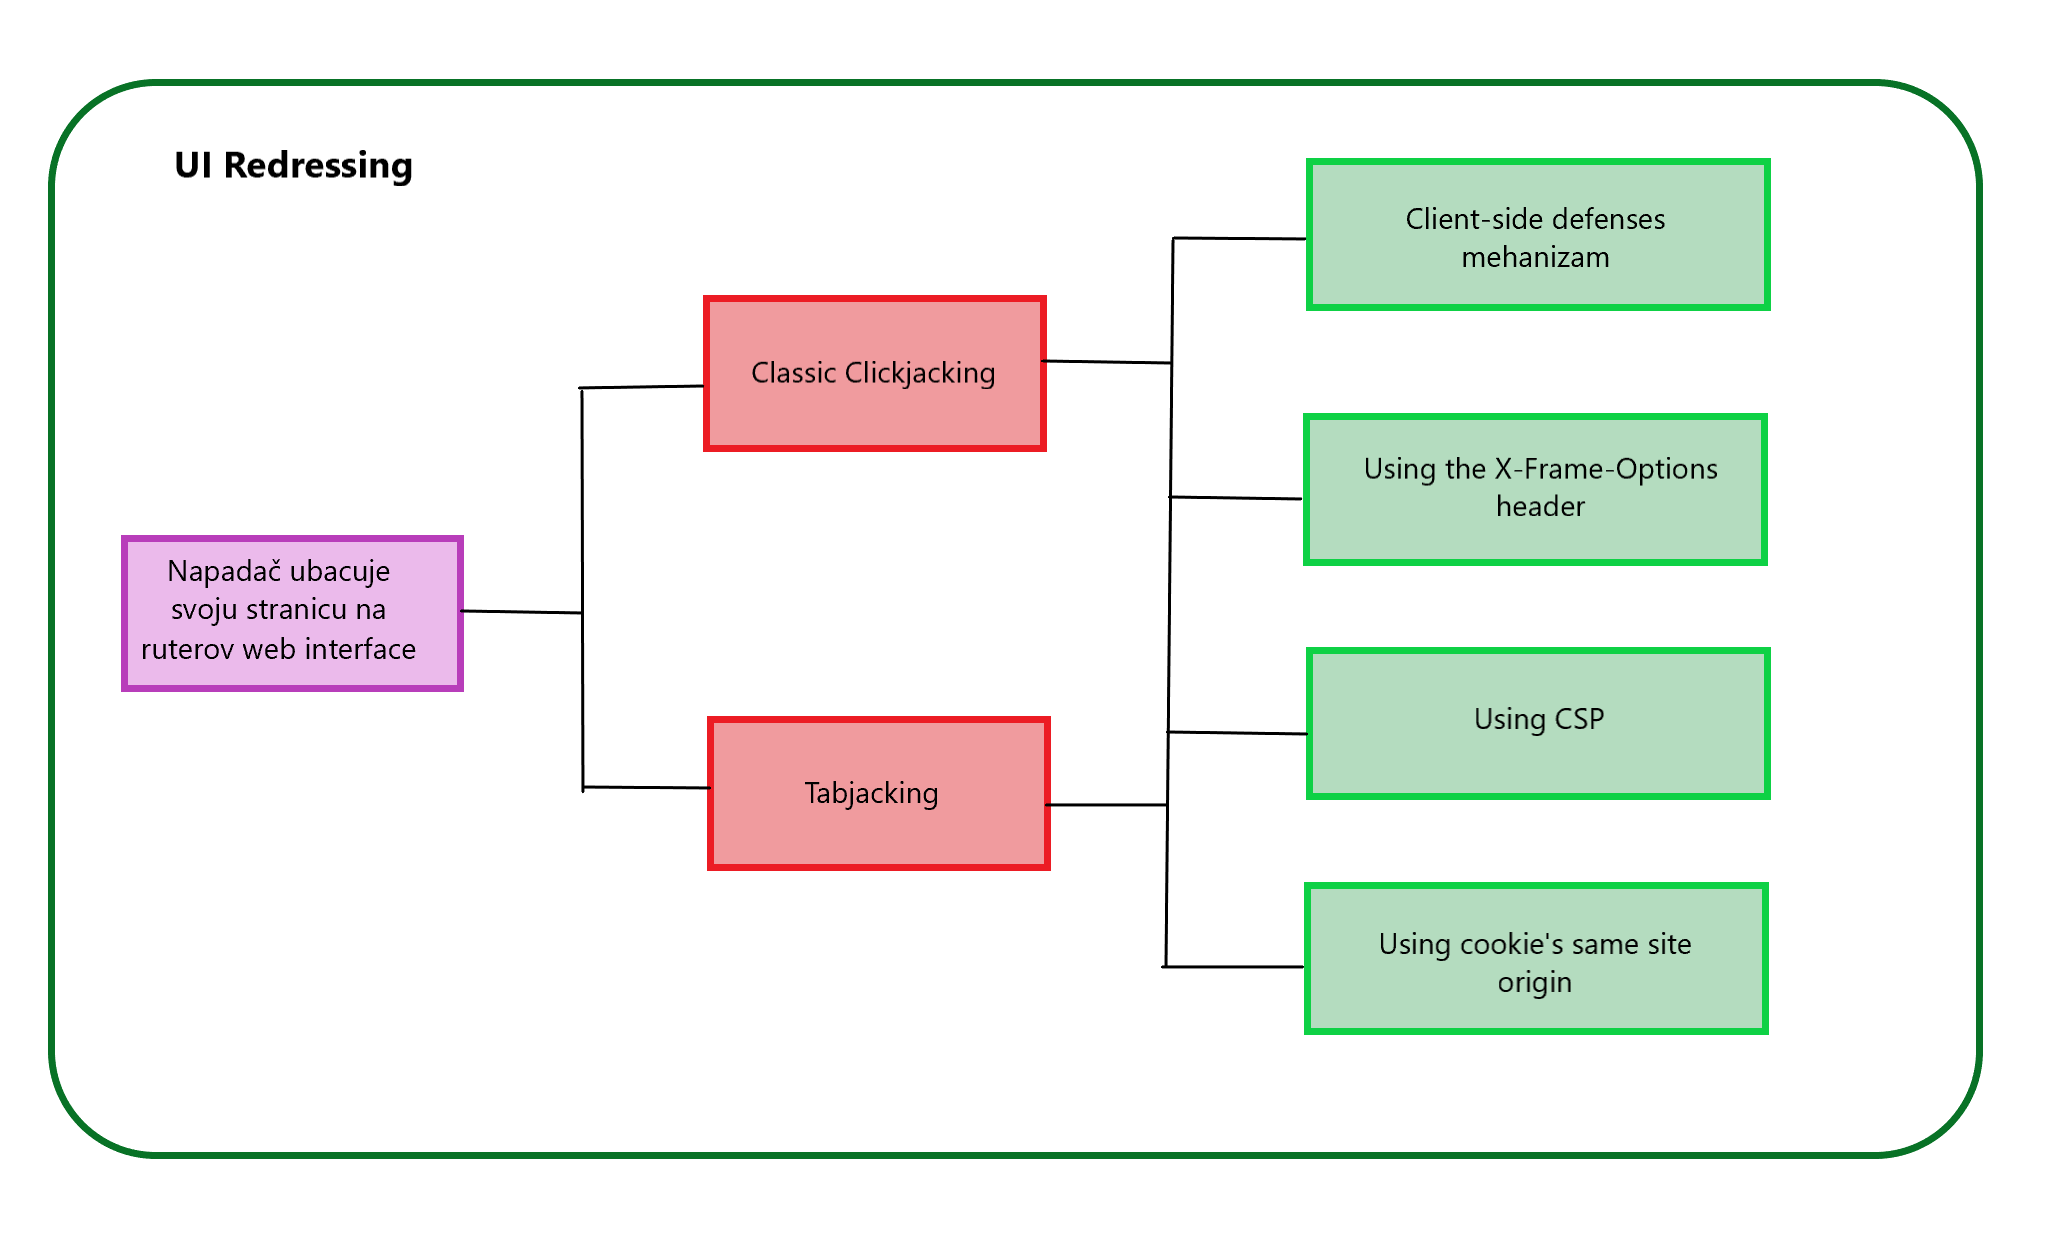 UI Redressing
Napadač ubacuje
svoju stranicu na
ruterov web interface
Classic Clickjacking
Tabjacking
Client-side defenses
mehanizam
Using the X-Frame-Options
header
Using CSP
Using cookie's same site
origin